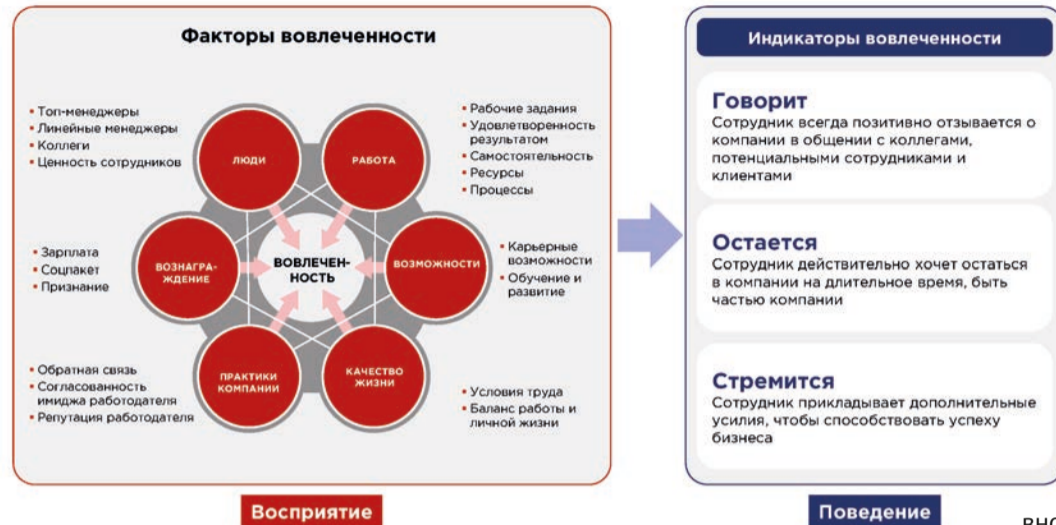 Факторы вовлеченности
• Топ-менеджеры
• Линейные менеджеры
• Коллеги
• Ценность сотрудников
ЛЮДИ
РАБОТА
• Рабочие задания
• Удовлетворенность
результатом
• Самостоятельность
• Ресурсы
• Процессы
• Зарплата
• Соцпакет
• Признание
ВОЗНАГРА-
ЖДЕНИЕ
ВОВЛЕЧЕН-
НОСТЬ
ВОЗМОЖНОСТИ
• Карьерные
возможности
• Обучение и
развитие
• Обратная связь
• Согласованность
имиджа работодателя
• Репутация работодателя
ПРАКТИКИ
КОМПАНИИ
КАЧЕСТВО
ЖИЗНИ
• Условия труда
• Баланс работы и
личной жизни
Восприятие
Индикаторы вовлеченности
Говорит
Сотрудник всегда позитивно отзывается о
компании в общении с коллегами,
потенциальными сотрудниками и
клиентами
Остается
Сотрудник действительно хочет остаться
в компании на длительное время, быть
частью компании
Стремится
Сотрудник прикладывает дополнительные
усилия, чтобы способствовать успеху
бизнеса
Поведение